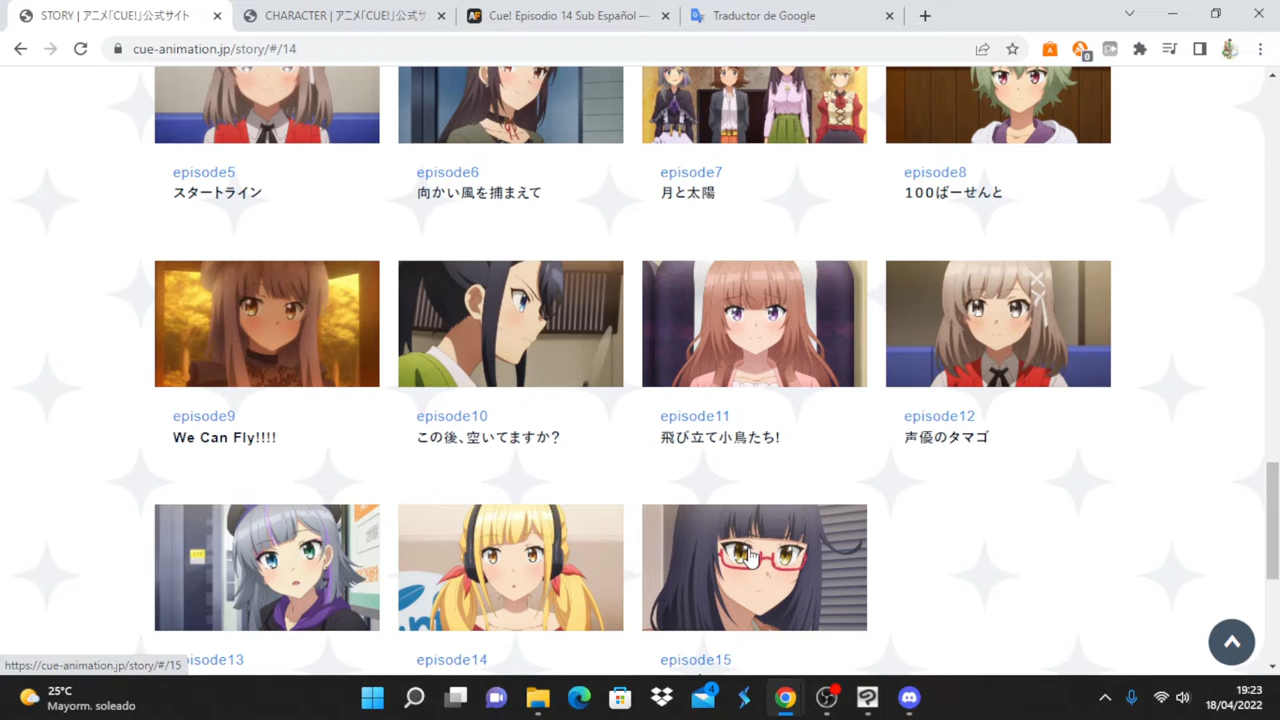 STORY | アニメ「CUE!」公式サイト
CHARACTER | アニメ「CUE!」公式サ
Cue! Episodio 14 Sub Español —
Traductor de Google
cue-animation.jp/story/#/14
episode5
スタートライン
episode6
向かい風を捕まえて
episode7
月と太陽
episode8
100ぱーせんと
episode9
We Can Fly!!!!
episode10
この後、空いてますか?
episode11
飛び立て小鳥たち!
episode12
声優のタマゴ
episode13
episode14
episode15
https://cue-animation.jp/story/#/15
25°C
Mayorm. soleado
0
4
19:23
18/04/2022